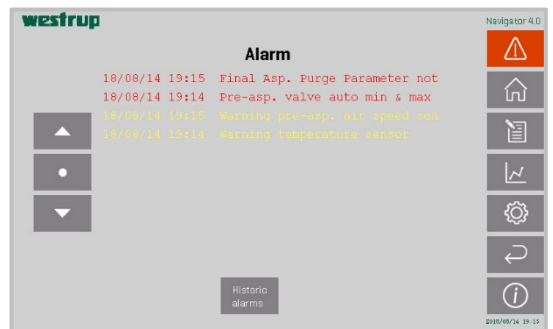 westrup
Navigator 4.0
Alarm
18/08/14 19:15 Final Asp. Purge Parameter not
18/08/14 19:14 Pre-asp. valve auto min & max
18/08/14 19:15 Warning pre-asp. air speed sen
18/08/14 19:14 Warning temperature sensor
Historic
alarms
2018/08/14 19-15